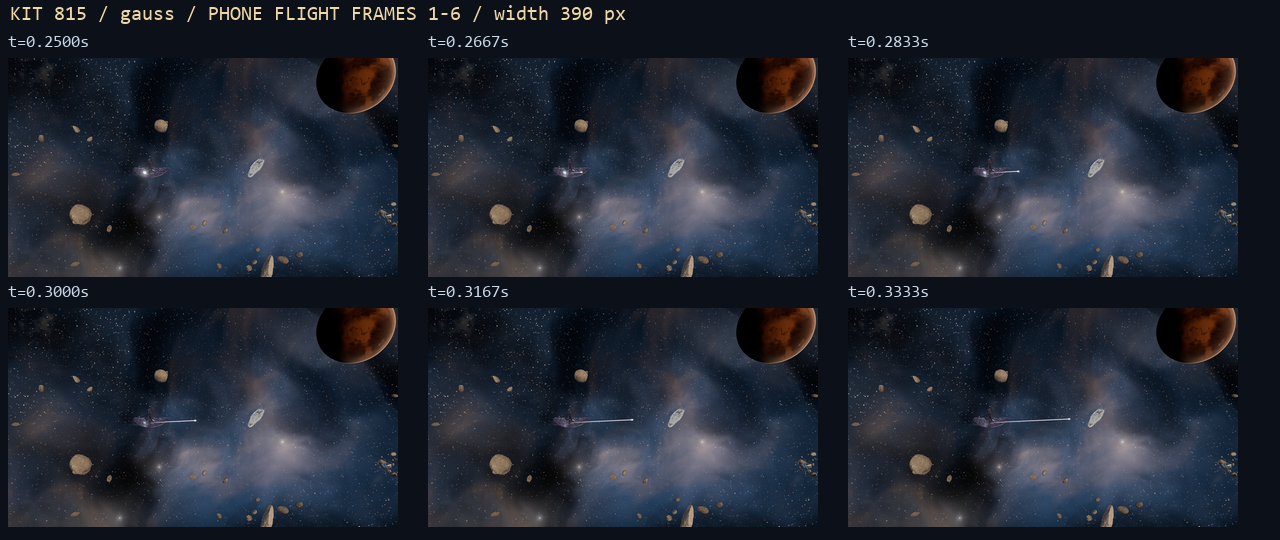 KIT 815 / gauss / PHONE FLIGHT FRAMES 1-6 / width 390 px
t=0.2500s
t=0.2667s
t=0.2833s
t=0.3000s
t=0.3167s
t=0.3333s